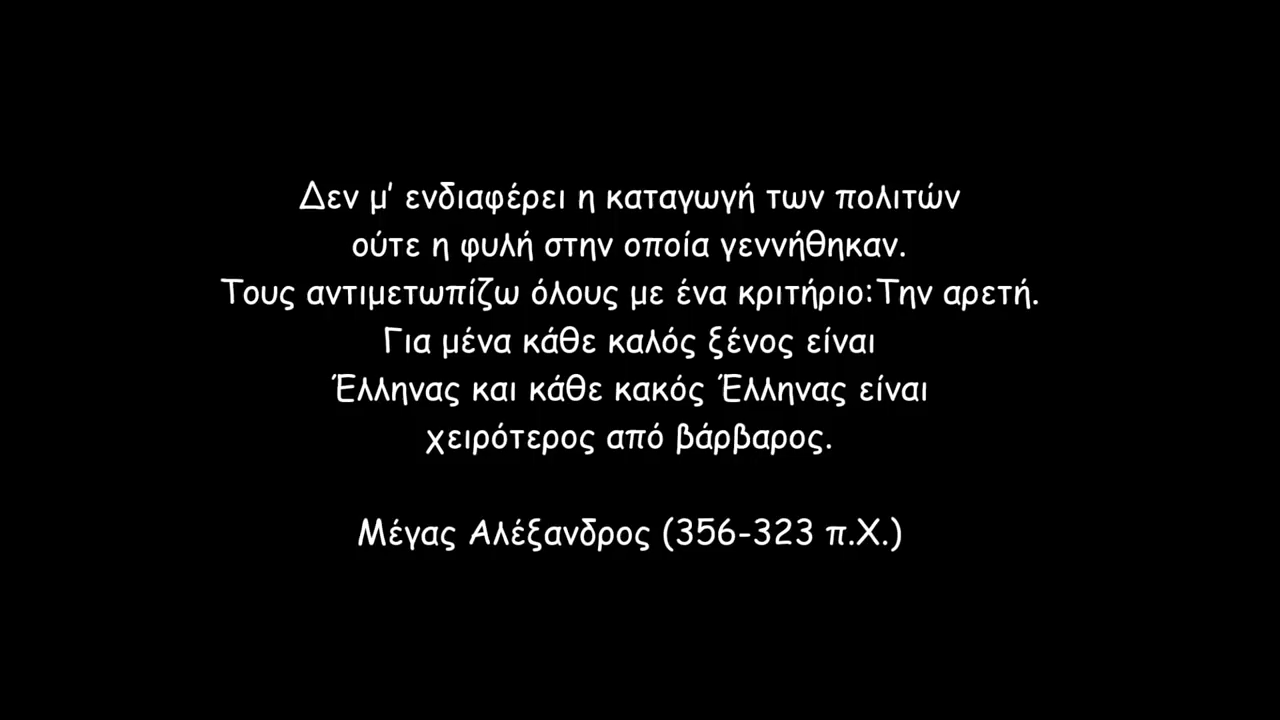 Δεν μ' ενδιαφέρει η καταγωγή των πολιτών
ούτε η φυλή στην οποία γεννήθηκαν.
Τους αντιμετωπίζω όλους με ένα κριτήριο:Την αρετή.
Για μένα κάθε καλός ξένος είναι
Έλληνας και κάθε κακός Έλληνας είναι
χειρότερος από βάρβαρος.
Μέγας Αλέξανδρος (356-323 π.Χ.)